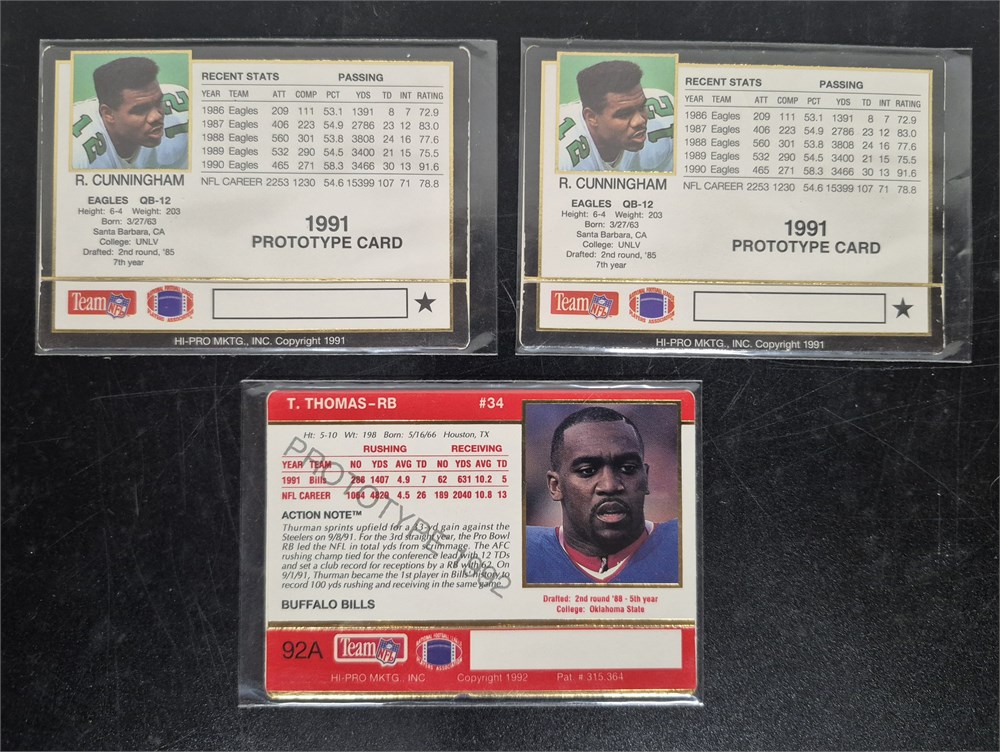 RECENT STATS PASSING
YEAR TEAM ATT COMP PCT YDS TD INT RATING
1986 Eagles 209 111 53.1 1391 8 7 72.9
1987 Eagles 406 223 54.9 2786 23 12 83.0
1988 Eagles 560 301 53.8 3808 24 16 77.6
1989 Eagles 532 290 54.5 3400 21 15 75.5
1990 Eagles 465 271 58.3 3466 30 13 91.6
NFL CAREER 2253 1230 54.6 15399 107 71 78.8
R. CUNNINGHAM
EAGLES QB-12
Height: 6-4 Weight: 203
Born: 3/27/63
Santa Barbara, CA
College: UNLV
Drafted: 2nd round, '85
7th year
1991
PROTOTYPE CARD
Team NFL
NATIONAL FOOTBALL LEAGUE
PLAYERS ASSOCIATION
HI-PRO MKTG., INC. Copyright 1991
RECENT STATS PASSING
YEAR TEAM ATT COMP PCT YDS TD INT RATING
1986 Eagles 209 111 53.1 1391 8 7 72.9
1987 Eagles 406 223 54.9 2786 23 12 83.0
1988 Eagles 560 301 53.8 3808 24 16 77.6
1989 Eagles 532 290 54.5 3400 21 15 75.5
1990 Eagles 465 271 58.3 3466 30 13 91.6
NFL CAREER 2253 1230 54.6 15399 107 71 78.8
R. CUNNINGHAM
EAGLES QB-12
Height: 6-4 Weight: 203
Born: 3/27/63
Santa Barbara, CA
College: UNLV
Drafted: 2nd round, '85
7th year
1991
PROTOTYPE CARD
Team NFL
NATIONAL FOOTBALL LEAGUE
PLAYERS ASSOCIATION
HI-PRO MKTG., INC. Copyright 1991
T. THOMAS-RB #34
Ht: 5-10 Wt: 198 Born: 5/16/66 Houston, TX
RUSHING RECEIVING
YEAR TEAM NO YDS AVG TD NO YDS AVG TD
1991 Bills 288 1407 4.9 7 62 631 10.2 5
NFL CAREER 1084 4829 4.5 26 189 2040 10.8 13
PROTOTYPE 1992
ACTION NOTE™
Thurman sprints upfield for a 33-yd gain against the
Steelers on 9/8/91. For the 3rd straight year, the Pro Bowl
RB led the NFL in total yds from scrimmage. The AFC
rushing champ tied for the conference lead with 12 TDs
and set a club record for receptions by a RB with 62. On
9/1/91, Thurman became the 1st player in Bills' history to
record 100 yds rushing and receiving in the same game.
BUFFALO BILLS
Drafted: 2nd round '88 - 5th year
College: Oklahoma State
92A
Team NFL
NATIONAL FOOTBALL LEAGUE
PLAYERS ASSOCIATION
HI-PRO MKTG., INC Copyright 1992 Pat. # 315,364